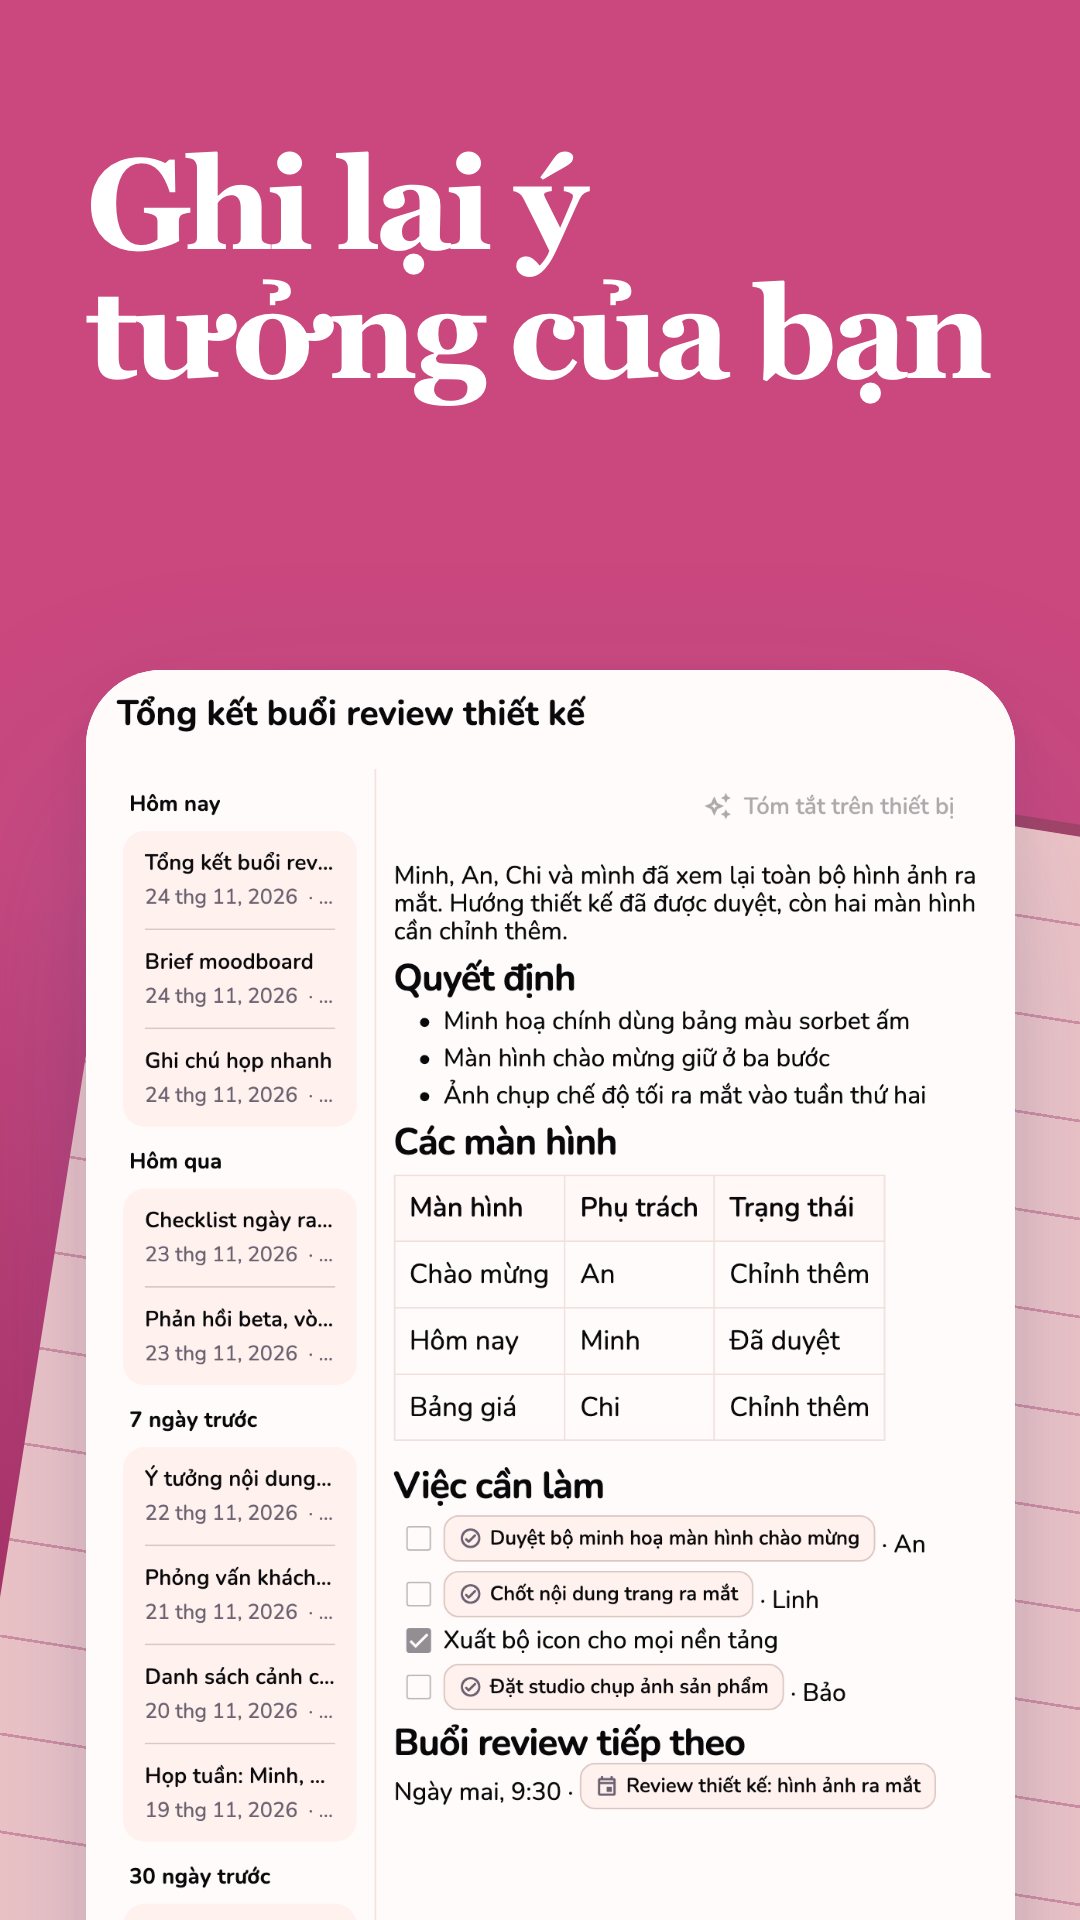 Ghi lại ý
tưởng của bạn
Tổng kết buổi review thiết kế
Hôm nay
Tổng kết buổi rev...
24 thg 11, 2026 · ...
Brief moodboard
24 thg 11, 2026 · ...
Ghi chú họp nhanh
24 thg 11, 2026 · ...
Hôm qua
Checklist ngày ra...
23 thg 11, 2026 · ...
Phản hồi beta, vò...
23 thg 11, 2026 · ...
7 ngày trước
Ý tưởng nội dung...
22 thg 11, 2026 · ...
Phỏng vấn khách...
21 thg 11, 2026 · ...
Danh sách cảnh c...
20 thg 11, 2026 · ...
Họp tuần: Minh, ...
19 thg 11, 2026 · ...
30 ngày trước
Tóm tắt trên thiết bị
Minh, An, Chi và mình đã xem lại toàn bộ hình ảnh ra
mắt. Hướng thiết kế đã được duyệt, còn hai màn hình
cần chỉnh thêm.
Quyết định
• Minh hoạ chính dùng bảng màu sorbet ấm
• Màn hình chào mừng giữ ở ba bước
• Ảnh chụp chế độ tối ra mắt vào tuần thứ hai
Các màn hình
Màn hình Phụ trách Trạng thái
Chào mừng An Chỉnh thêm
Hôm nay Minh Đã duyệt
Bảng giá Chi Chỉnh thêm
Việc cần làm
Duyệt bộ minh hoạ màn hình chào mừng · An
Chốt nội dung trang ra mắt · Linh
Xuất bộ icon cho mọi nền tảng
Đặt studio chụp ảnh sản phẩm · Bảo
Buổi review tiếp theo
Ngày mai, 9:30 · Review thiết kế: hình ảnh ra mắt